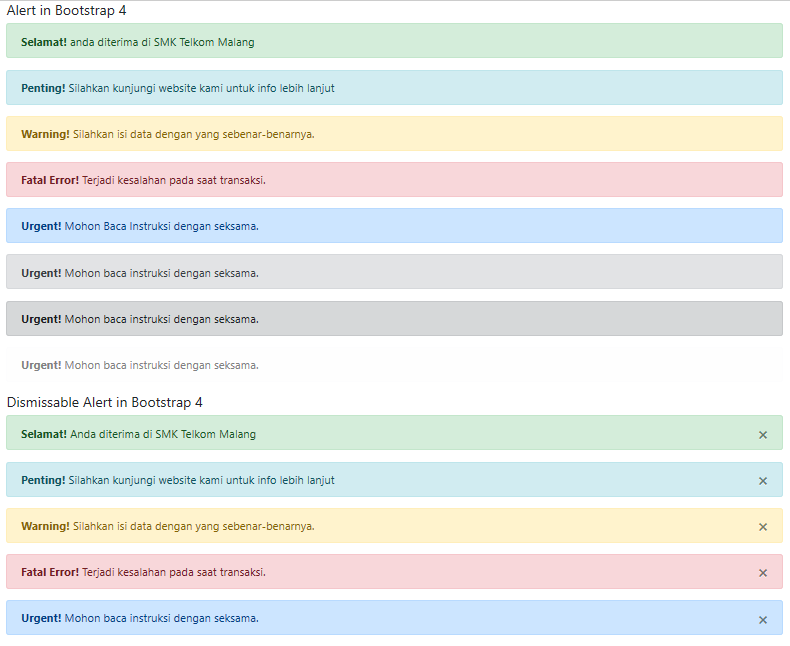 Alert in Bootstrap 4
Selamat! anda diterima di SMK Telkom Malang
Penting! Silahkan kunjungi website kami untuk info lebih lanjut
Warning! Silahkan isi data dengan yang sebenar-benarnya.
Fatal Error! Terjadi kesalahan pada saat transaksi.
Urgent! Mohon Baca Instruksi dengan seksama.
Urgent! Mohon baca instruksi dengan seksama.
Urgent! Mohon baca instruksi dengan seksama.
Urgent! Mohon baca instruksi dengan seksama.
Dismissable Alert in Bootstrap 4
Selamat! Anda diterima di SMK Telkom Malang ×
Penting! Silahkan kunjungi website kami untuk info lebih lanjut ×
Warning! Silahkan isi data dengan yang sebenar-benarnya. ×
Fatal Error! Terjadi kesalahan pada saat transaksi. ×
Urgent! Mohon baca instruksi dengan seksama. ×